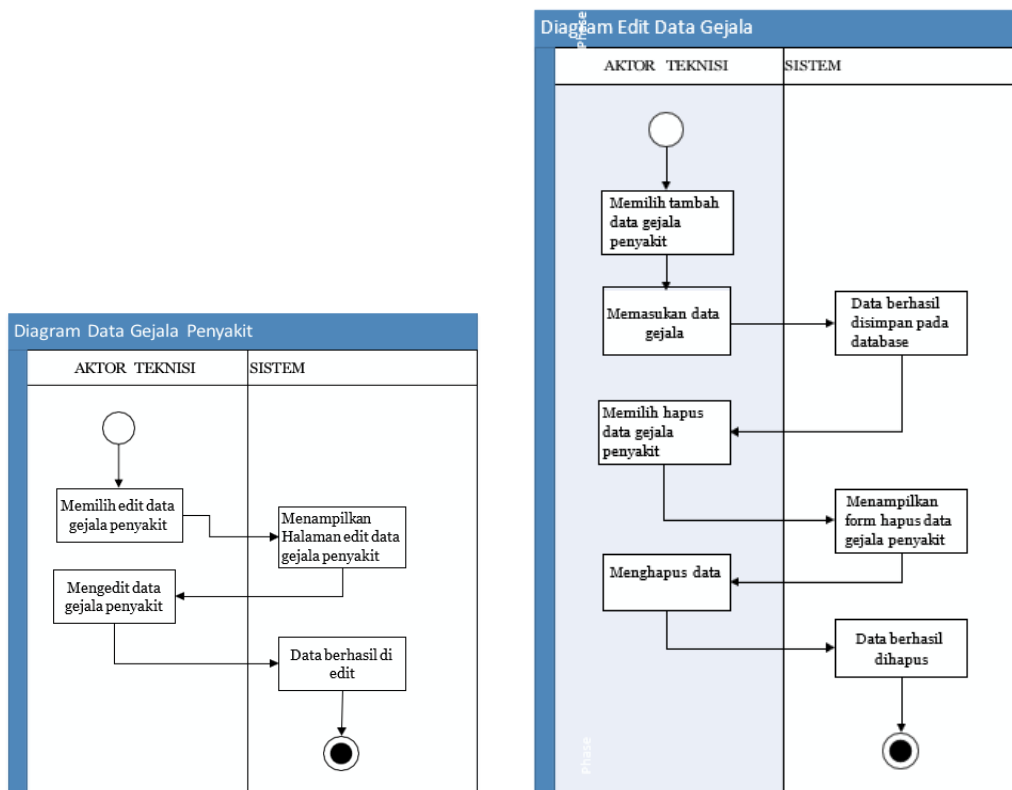 Diagram Data Gejala Penyakit
AKTOR TEKNISI
SISTEM
Memilih edit data
gejala penyakit
Menampilkan
Halaman edit data
gejala penyakit
Mengedit data
gejala penyakit
Data berhasil di
edit
Diagram Edit Data Gejala
Phase
AKTOR TEKNISI
SISTEM
Memilih tambah
data gejala
penyakit
Memasukan data
gejala
Data berhasil
disimpan pada
database
Memilih hapus
data gejala
penyakit
Menampilkan
form hapus data
gejala penyakit
Menghapus data
Data berhasil
dihapus
Phase